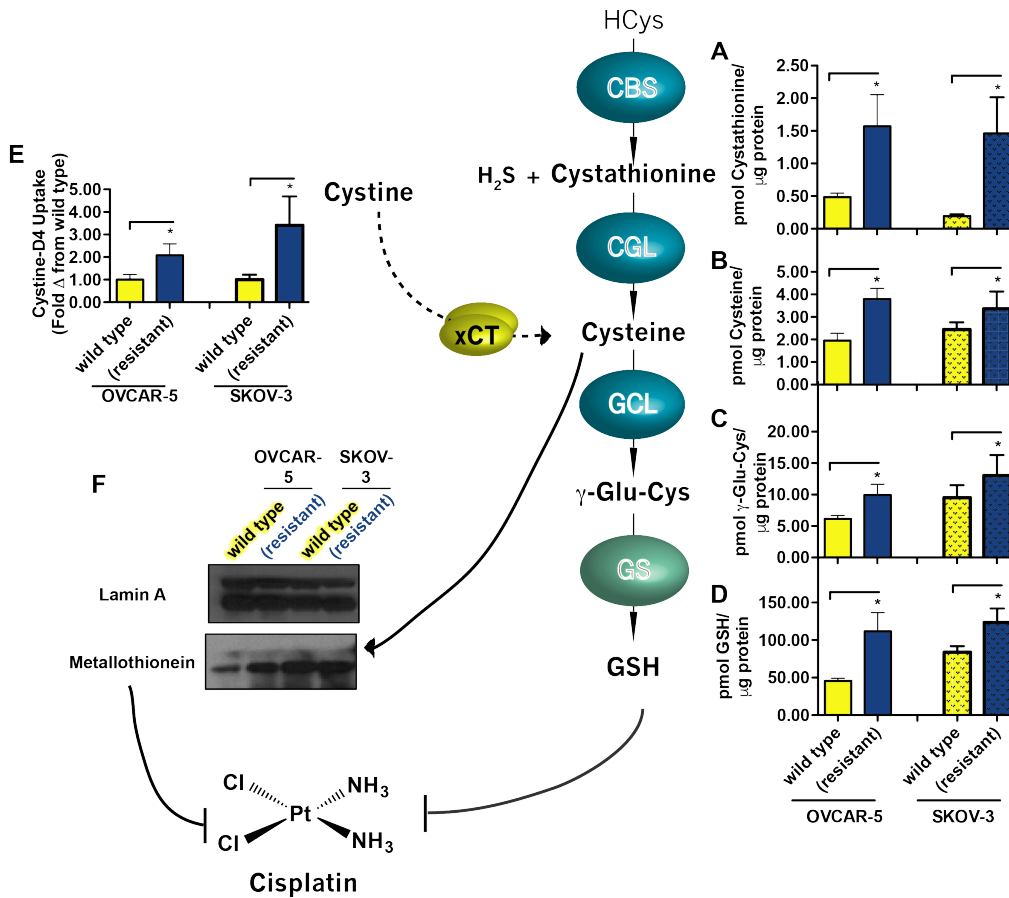 HCys
CBS
H2S + Cystathionine
CGL
Cystine
xCT
Cysteine
GCL
γ-Glu-Cys
GS
GSH
A
pmol Cystathionine/
µg protein
2.50
2.00
1.50
1.00
0.50
0.00
*
*
B
pmol Cysteine/
µg protein
5.00
4.00
3.00
2.00
1.00
0.00
*
*
C
pmol γ-Glu-Cys/
µg protein
20.00
15.00
10.00
5.00
0.00
*
*
D
pmol GSH/
µg protein
150.00
100.00
50.00
0.00
*
*
wild type
(resistant)
wild type
(resistant)
OVCAR-5
SKOV-3
E
Cystine-D4 Uptake
(Fold Δ from wild type)
5.00
4.00
3.00
2.00
1.00
0.00
*
*
wild type
(resistant)
wild type
(resistant)
OVCAR-5
SKOV-3
F
OVCAR-
5
SKOV-
3
wild type
(resistant)
wild type
(resistant)
Lamin A
Metallothionein
Cl
NH3
Pt
Cl
NH3
Cisplatin